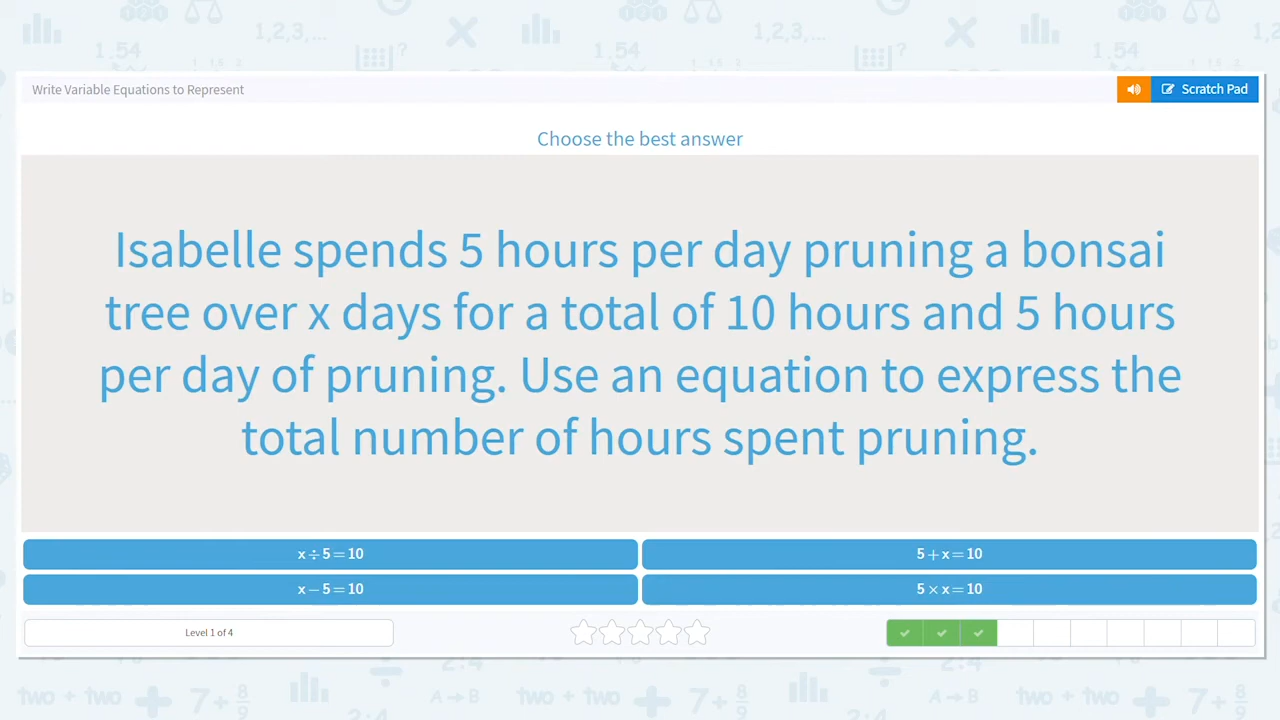 Write Variable Equations to Represent
Scratch Pad
Choose the best answer
Isabelle spends 5 hours per day pruning a bonsai
tree over x days for a total of 10 hours and 5 hours
per day of pruning. Use an equation to express the
total number of hours spent pruning.
x ÷ 5 = 10
5 + x = 10
x − 5 = 10
5 × x = 10
Level 1 of 4